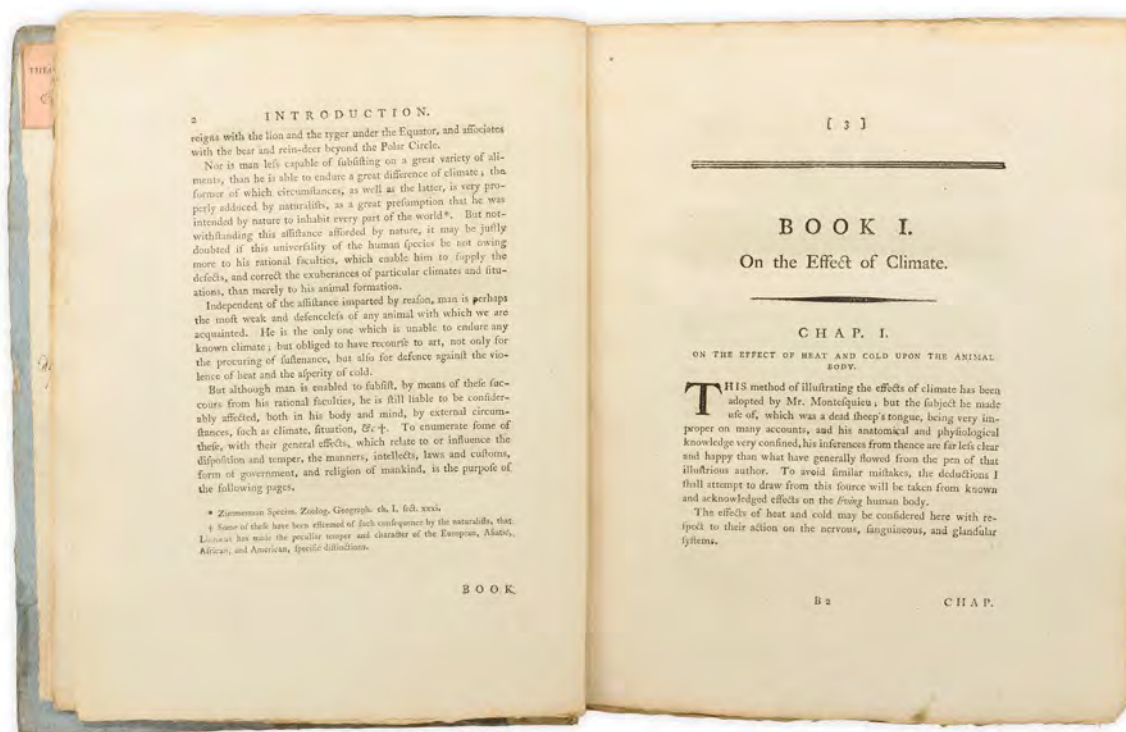 THEO
2 INTRODUCTION.
reigns with the lion and the tyger under the Equator, and aſſociates
with the bear and rein-deer beyond the Polar Circle.
Nor is man leſs capable of ſubſiſting on a great variety of ali-
ments, than he is able to endure a great difference of climate; the
former of which circumſtances, as well as the latter, is very pro-
perly adduced by naturaliſts, as a great preſumption that he was
intended by nature to inhabit every part of the world*. But not-
withſtanding this aſſiſtance afforded by nature, it may be juſtly
doubted if this univerſality of the human ſpecies be not owing
more to his rational faculties, which enable him to ſupply the
defects, and correct the exuberances of particular climates and ſitu-
ations, than merely to his animal formation.
Independent of the aſſiſtance imparted by reaſon, man is perhaps
the moſt weak and defenceleſs of any animal with which we are
acquainted. He is the only one which is unable to endure any
known climate; but obliged to have recourſe to art, not only for
the procuring of ſuſtenance, but alſo for defence againſt the vio-
lence of heat and the aſperity of cold.
But although man is enabled to ſubſiſt, by means of theſe ſuc-
cours from his rational faculties, he is ſtill liable to be conſider-
ably affected, both in his body and mind, by external circum-
ſtances, ſuch as climate, ſituation, &c †. To enumerate ſome of
theſe, with their general effects, which relate to or influence the
diſpoſition and temper, the manners, intellects, laws and cuſtoms,
form of government, and religion of mankind, is the purpoſe of
the following pages.
* Zimmerman Specim. Zoolog. Geograph. ch. I. ſect. xxxi.
† Some of theſe have been eſteemed of ſuch conſequence by the naturaliſts, that
Linnæus has made the peculiar temper and character of the European, Aſiatic,
African, and American, ſpecific diſtinctions.
BOOK
[ 3 ]
BOOK I.
On the Effect of Climate.
CHAP. I.
ON THE EFFECT OF HEAT AND COLD UPON THE ANIMAL
BODY.
THIS method of illuſtrating the effects of climate has been
adopted by Mr. Monteſquieu; but the ſubject he made
uſe of, which was a dead ſheep's tongue, being very im-
proper on many accounts, and his anatomical and phyſiological
knowledge very confined, his inferences from thence are far leſs clear
and happy than what have generally flowed from the pen of that
illuſtrious author. To avoid ſimilar miſtakes, the deductions I
ſhall attempt to draw from this ſource will be taken from known
and acknowledged effects on the living human body.
The effects of heat and cold may be conſidered here with re-
ſpect to their action on the nervous, ſanguineous, and glandular
ſyſtems.
B 2 CHAP.